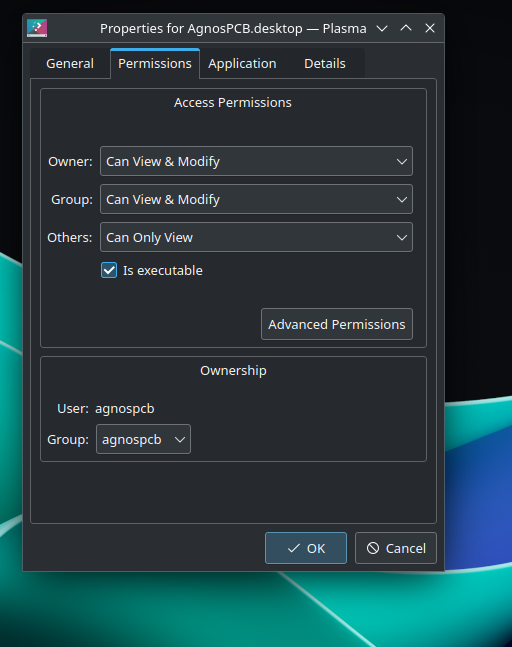 Properties for AgnosPCB.desktop — Plasma
General Permissions Application Details
Access Permissions
Owner: Can View & Modify
Group: Can View & Modify
Others: Can Only View
Is executable
Advanced Permissions
Ownership
User: agnospcb
Group: agnospcb
OK Cancel